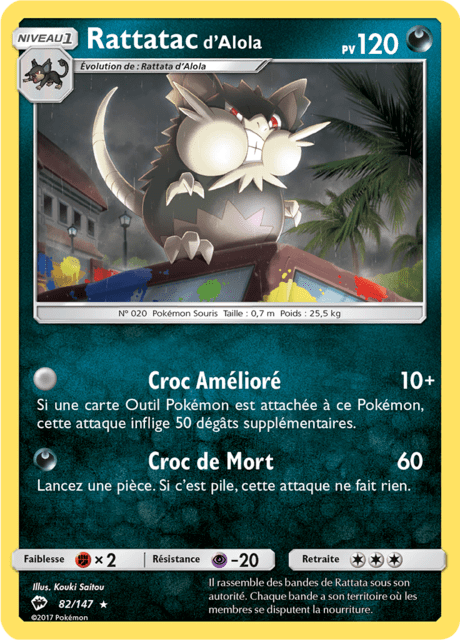 NIVEAU 1
Rattatac d'Alola
PV 120
Évolution de : Rattata d'Alola
N° 020 Pokémon Souris Taille : 0,7 m Poids : 25,5 kg
Croc Amélioré 10+
Si une carte Outil Pokémon est attachée à ce Pokémon,
cette attaque inflige 50 dégâts supplémentaires.
Croc de Mort 60
Lancez une pièce. Si c'est pile, cette attaque ne fait rien.
Faiblesse × 2 Résistance -20 Retraite
Illus. Kouki Saitou
82/147 ★
©2017 Pokémon
Il rassemble des bandes de Rattata sous son
autorité. Chaque bande a son territoire où les
membres se disputent la nourriture.